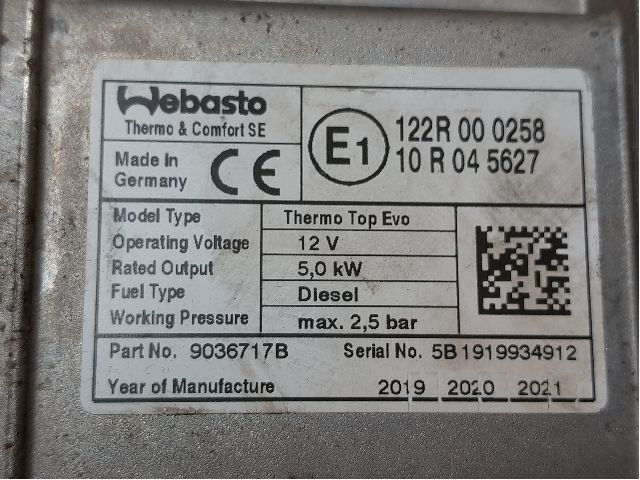 Webasto
Thermo & Comfort SE
Made In
Germany
CE
E1
122R 00 0258
10 R 04 5627
Model Type Thermo Top Evo
Operating Voltage 12 V
Rated Output 5,0 kW
Fuel Type Diesel
Working Pressure max. 2,5 bar
Part No. 9036717B Serial No. 5B1919934912
Year of Manufacture 2019 2020 2021